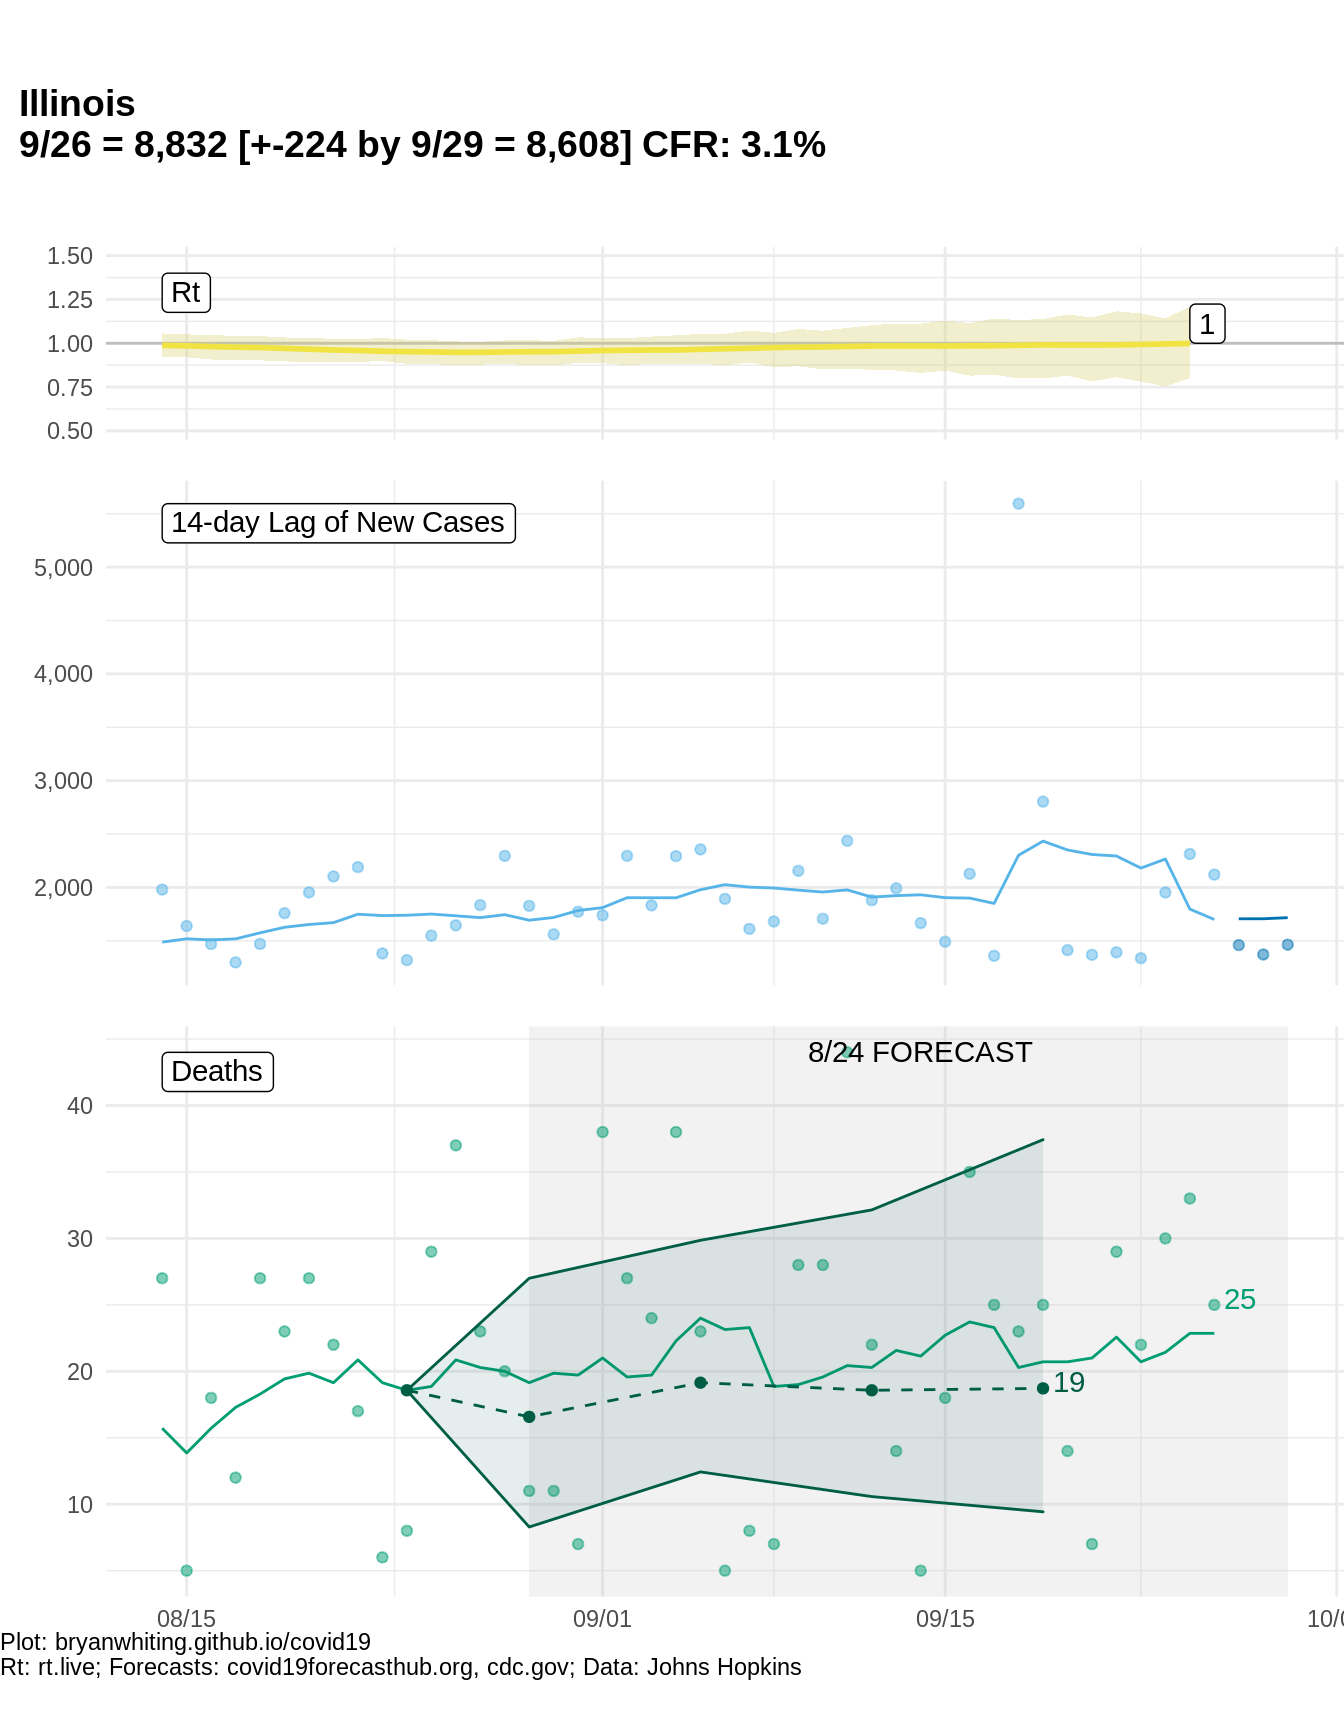 Illinois
9/26 = 8,832 [+-224 by 9/29 = 8,608] CFR: 3.1%
1.50
1.25
1.00
0.75
0.50
Rt
1
14-day Lag of New Cases
5,000
4,000
3,000
2,000
8/24 FORECAST
Deaths
40
30
20
10
25
19
08/15
09/01
09/15
10/0
Plot: bryanwhiting.github.io/covid19
Rt: rt.live; Forecasts: covid19forecasthub.org, cdc.gov; Data: Johns Hopkins